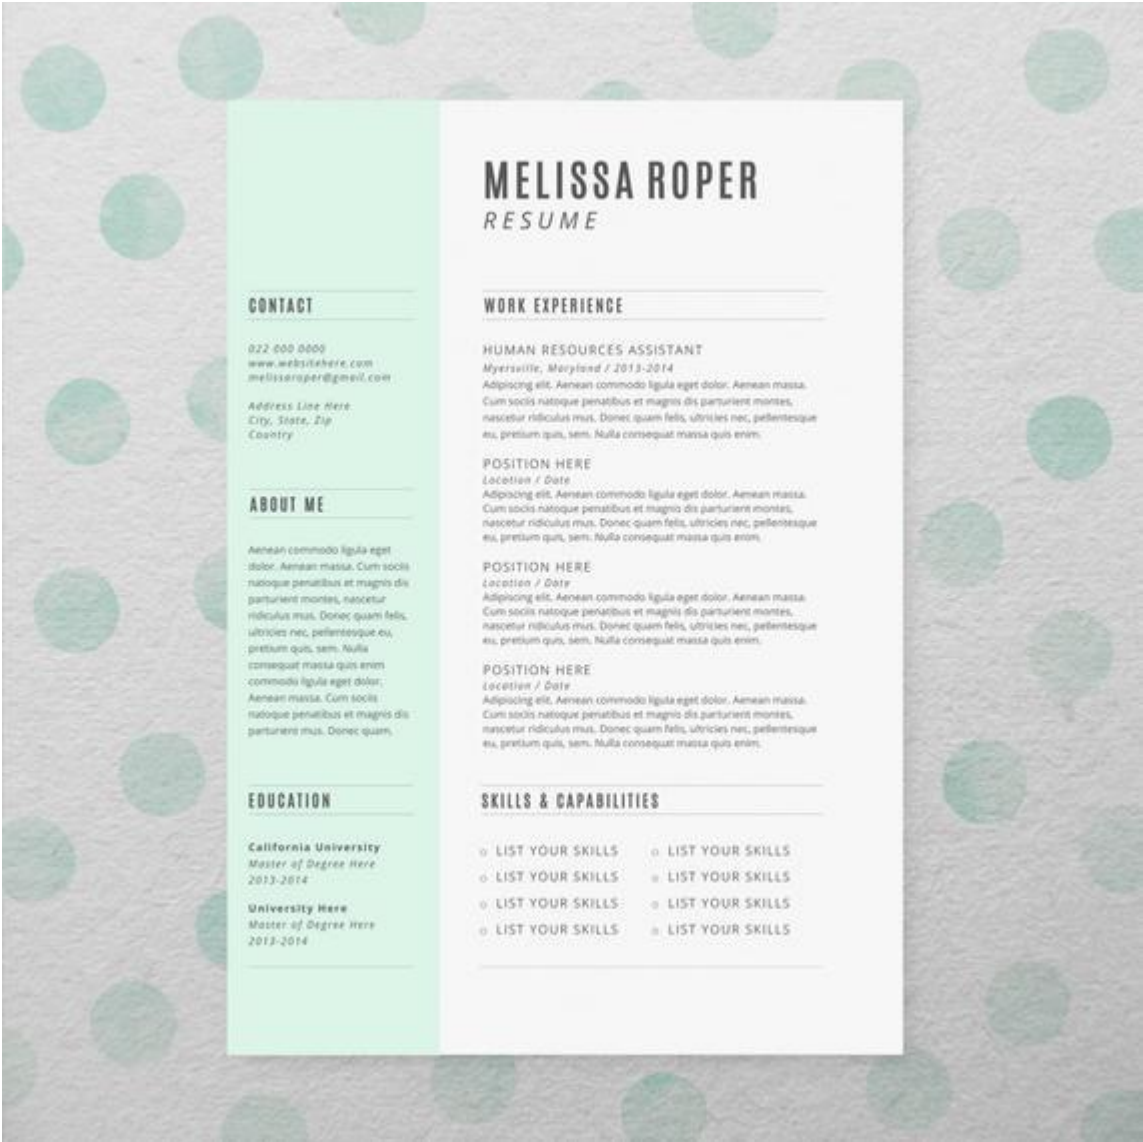 MELISSA ROPER
RESUME
CONTACT
022 000 0000
www.websitehere.com
melissaroper@gmail.com
Address Line Here
City, State, Zip
Country
ABOUT ME
Aenean commodo ligula eget
dolor. Aenean massa. Cum sociis
natoque penatibus et magnis dis
parturient montes, nascetur
ridiculus mus. Donec quam felis,
ultricies nec, pellentesque eu,
pretium quis, sem. Nulla
consequat massa quis enim
commodo ligula eget dolor.
Aenean massa. Cum sociis
natoque penatibus et magnis dis
parturient mus. Donec quam.
EDUCATION
California University
Master of Degree Here
2013-2014
University Here
Master of Degree Here
2013-2014
WORK EXPERIENCE
HUMAN RESOURCES ASSISTANT
Myersville, Maryland / 2013-2014
Adipiscing elit. Aenean commodo ligula eget dolor. Aenean massa.
Cum sociis natoque penatibus et magnis dis parturient montes,
nascetur ridiculus mus. Donec quam felis, ultricies nec, pellentesque
eu, pretium quis, sem. Nulla consequat massa quis enim.
POSITION HERE
Location / Date
Adipiscing elit. Aenean commodo ligula eget dolor. Aenean massa.
Cum sociis natoque penatibus et magnis dis parturient montes,
nascetur ridiculus mus. Donec quam felis, ultricies nec, pellentesque
eu, pretium quis, sem. Nulla consequat massa quis enim.
POSITION HERE
Location / Date
Adipiscing elit. Aenean commodo ligula eget dolor. Aenean massa.
Cum sociis natoque penatibus et magnis dis parturient montes,
nascetur ridiculus mus. Donec quam felis, ultricies nec, pellentesque
eu, pretium quis, sem. Nulla consequat massa quis enim.
POSITION HERE
Location / Date
Adipiscing elit. Aenean commodo ligula eget dolor. Aenean massa.
Cum sociis natoque penatibus et magnis dis parturient montes,
nascetur ridiculus mus. Donec quam felis, ultricies nec, pellentesque
eu, pretium quis, sem. Nulla consequat massa quis enim.
SKILLS & CAPABILITIES
○ LIST YOUR SKILLS ○ LIST YOUR SKILLS
○ LIST YOUR SKILLS ○ LIST YOUR SKILLS
○ LIST YOUR SKILLS ○ LIST YOUR SKILLS
○ LIST YOUR SKILLS ○ LIST YOUR SKILLS